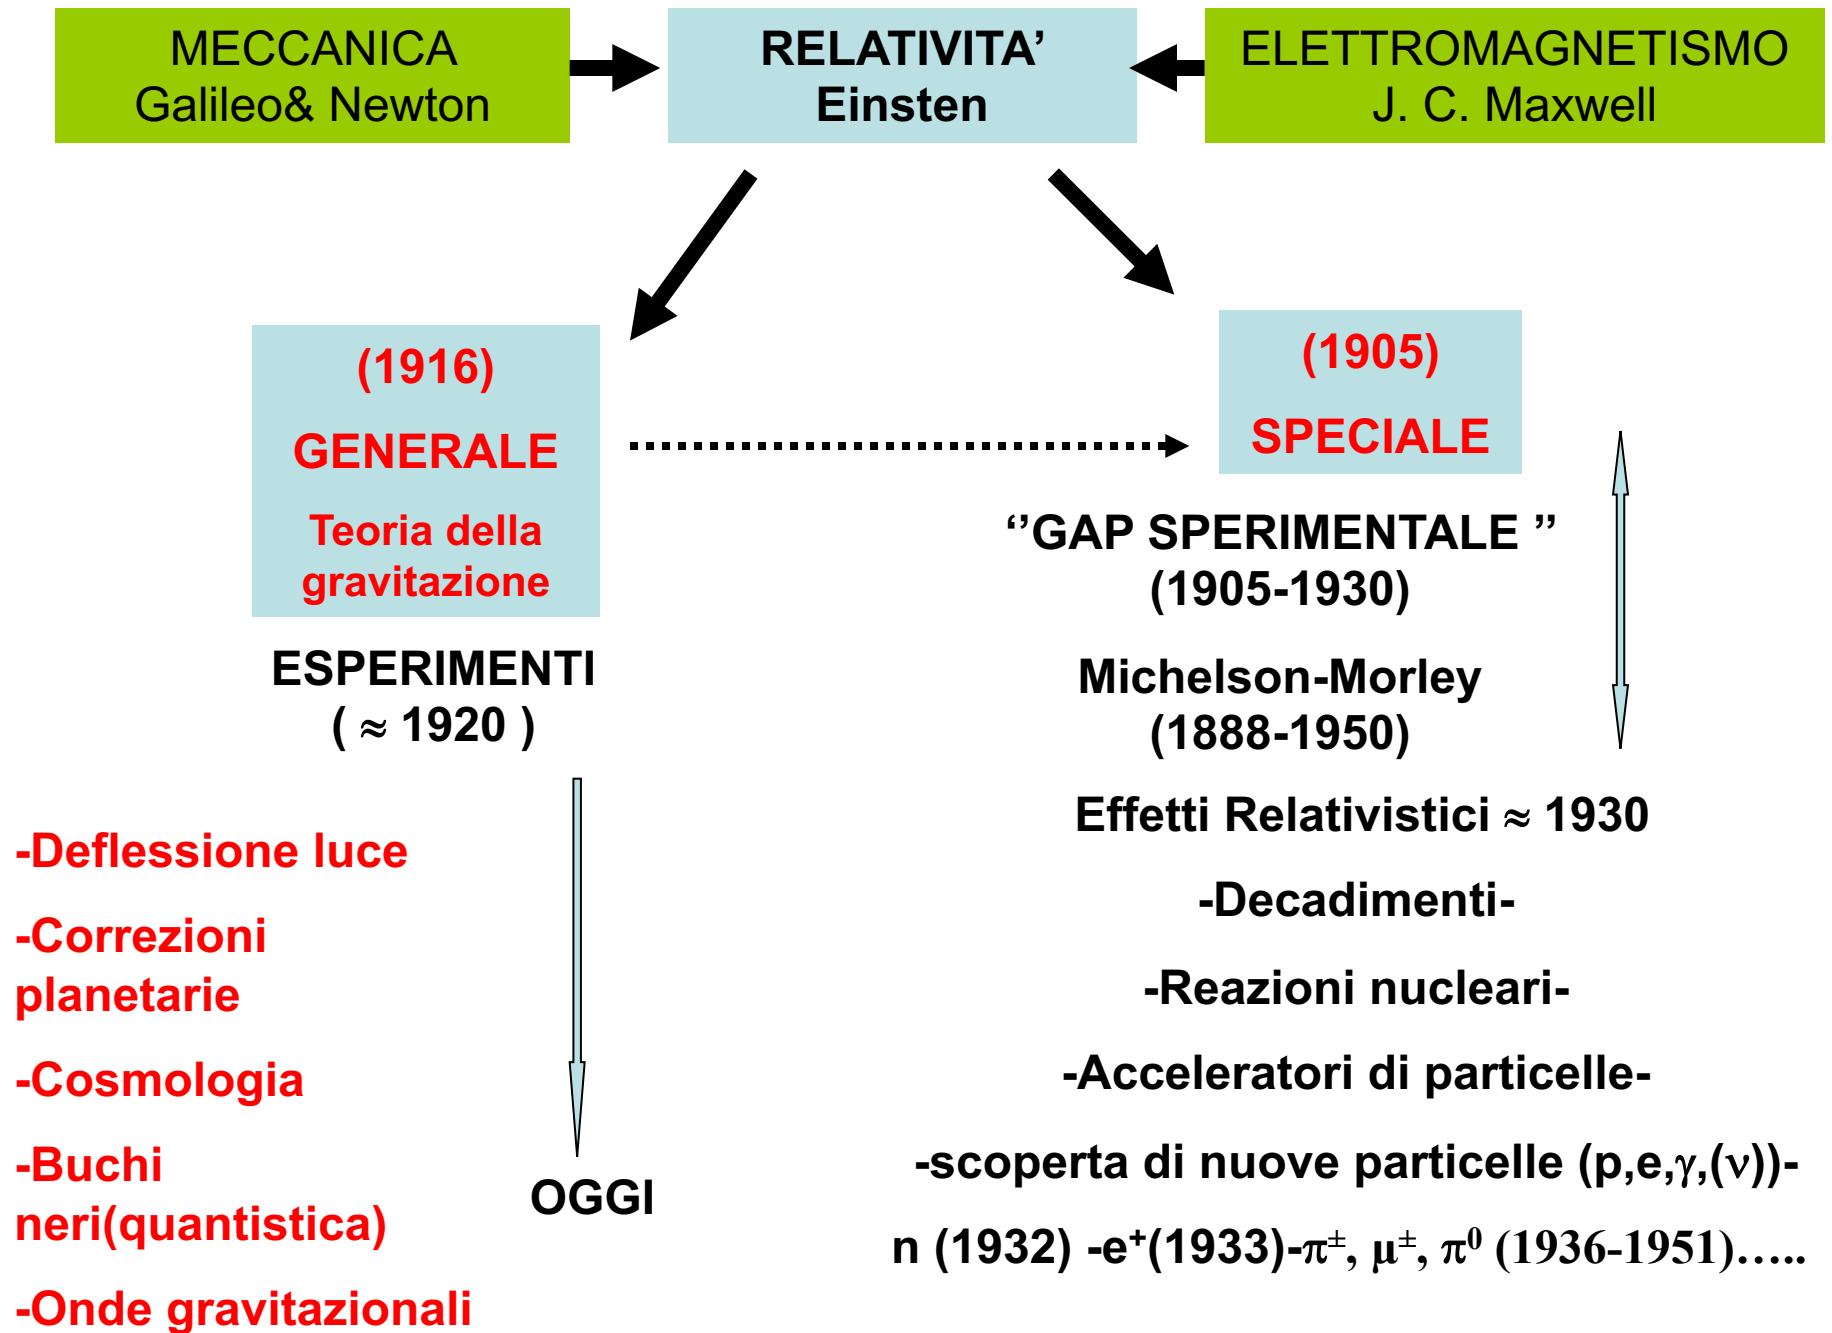 MECCANICA
Galileo& Newton
RELATIVITA’
Einsten
ELETTROMAGNETISMO
J. C. Maxwell
(1916)
GENERALE
Teoria della
gravitazione
(1905)
SPECIALE
ESPERIMENTI
( ≈ 1920 )
‘’GAP SPERIMENTALE ’’
(1905-1930)
Michelson-Morley
(1888-1950)
Effetti Relativistici ≈ 1930
-Decadimenti-
-Reazioni nucleari-
-Acceleratori di particelle-
-scoperta di nuove particelle (p,e,γ,(ν))-
n (1932) -e⁺(1933)-π±, μ±, π⁰ (1936-1951)…..
-Deflessione luce
-Correzioni
planetarie
-Cosmologia
-Buchi
neri(quantistica)
-Onde gravitazionali
OGGI